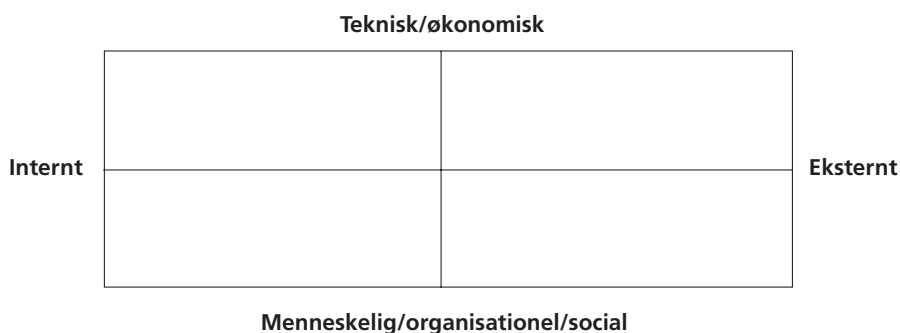 Teknisk/økonomisk
Internt
Eksternt
Menneskelig/organisationel/social